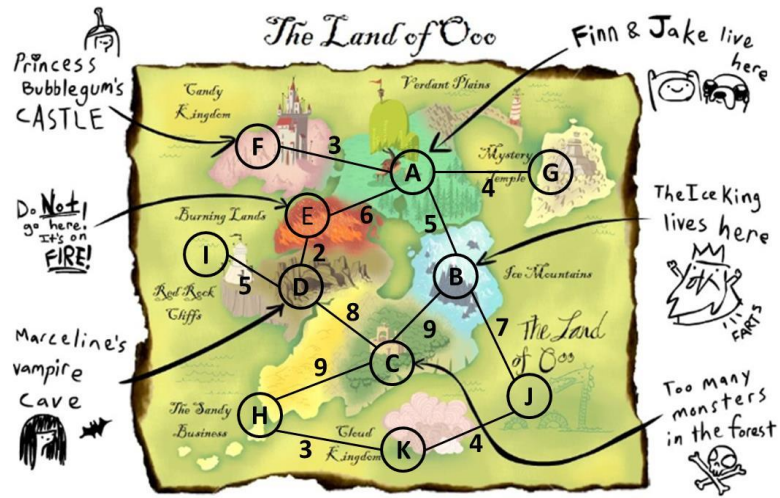 The Land of Ooo
Finn & Jake live
here
Princess
Bubblegum's
CASTLE
Candy
Kingdom
Verdant Plains
F
3
A
4
G
Mystery
Temple
Do Not!
go here!
It's on
FIRE!
Burning Lands
E
6
5
The Ice King
lives here
I
2
5
D
B
Ice Mountains
Red Rock
Cliffs
8
9
7
The Land
of Ooo
FARTS
Marceline's
vampire
cave
9
C
Too many
monsters
in the forest
H
J
The Sandy
Business
3
Cloud
Kingdom
K
4